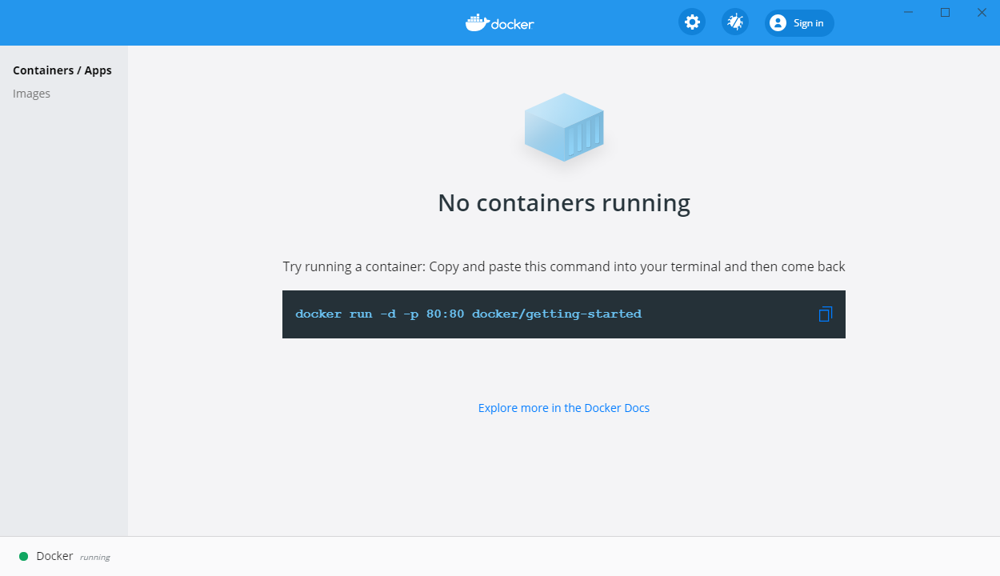 docker
Sign in
Containers / Apps
Images
No containers running
Try running a container: Copy and paste this command into your terminal and then come back
docker run -d -p 80:80 docker/getting-started
Explore more in the Docker Docs
Docker running